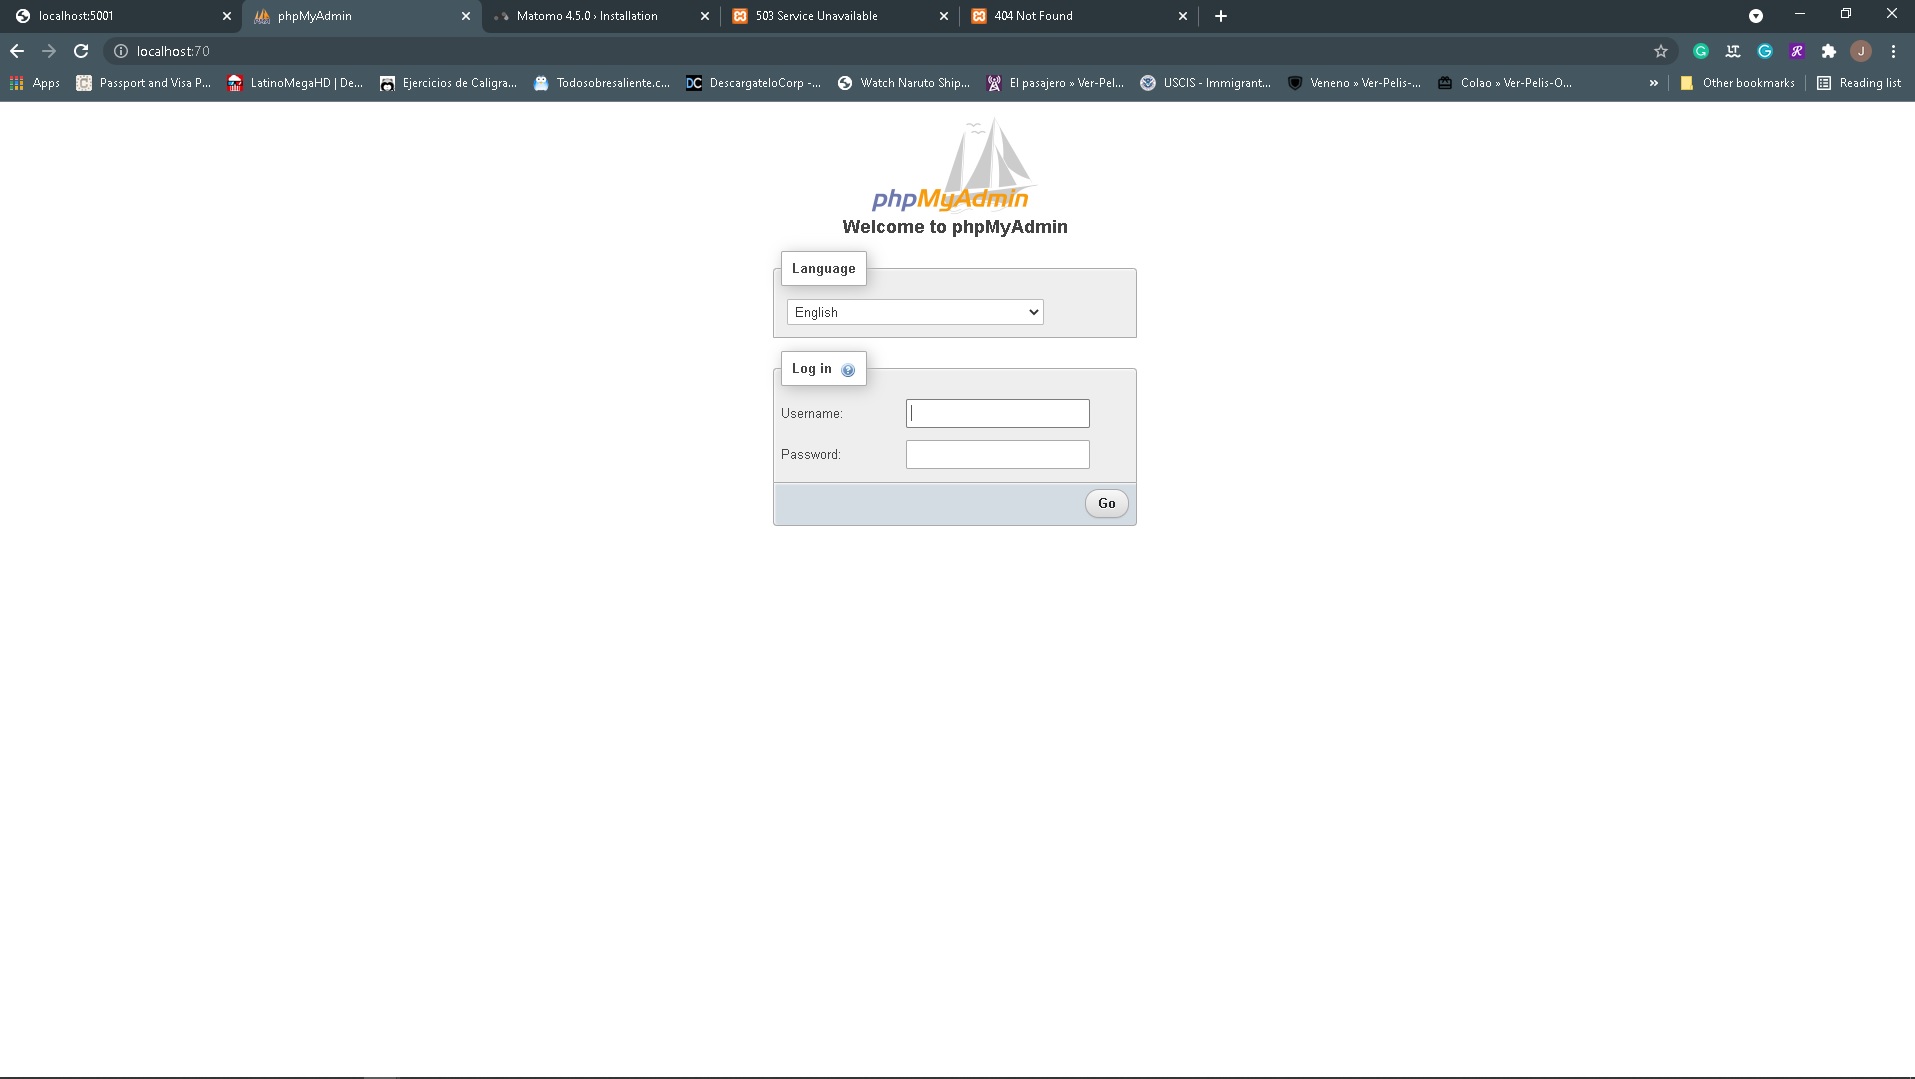 localhost:5001
phpMyAdmin
Matomo 4.5.0 › Installation
503 Service Unavailable
404 Not Found
localhost:70
J
Apps
Passport and Visa P...
LatinoMegaHD | De...
Ejercicios de Caligra...
Todosobresaliente.c...
DC
DescargateloCorp -...
Watch Naruto Ship...
El pasajero » Ver-Pel...
USCIS - Immigrant...
Veneno » Ver-Pelis-...
Colao » Ver-Pelis-O...
»
Other bookmarks
Reading list
phpMyAdmin
Welcome to phpMyAdmin
Language
English
Log in
Username:
Password:
Go